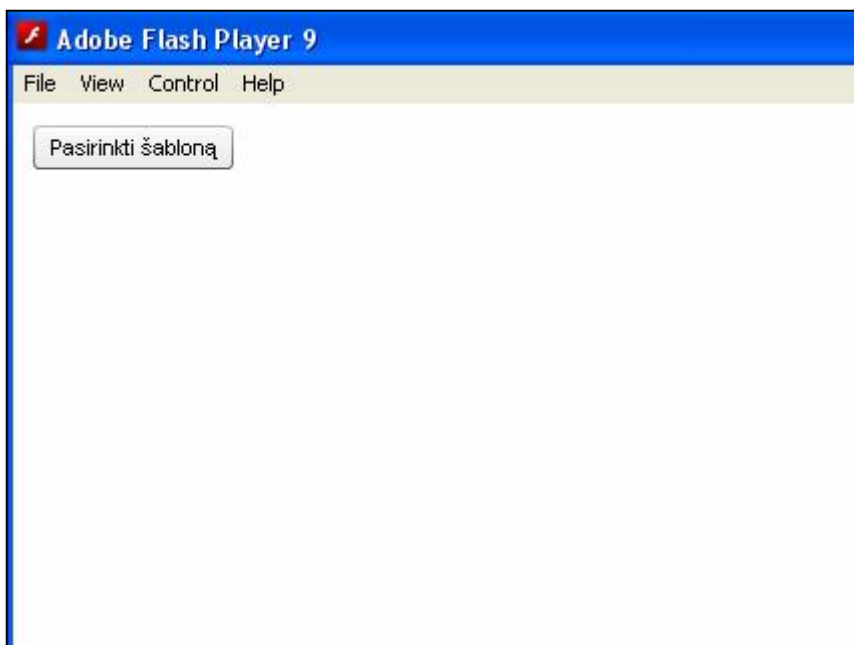 Adobe Flash Player 9
File View Control Help
Pasirinkti šabloną